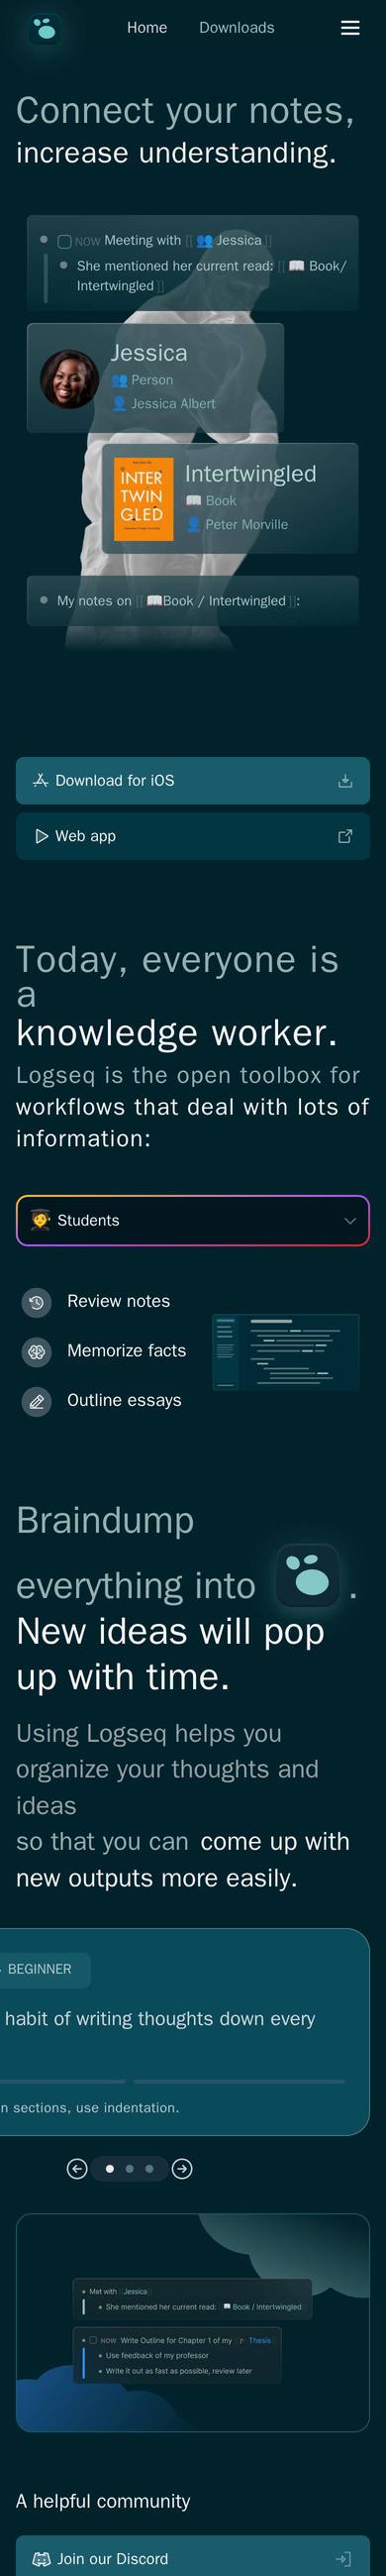 Home Downloads
Connect your notes,
increase understanding.
NOW Meeting with [[ 👥 Jessica ]]
She mentioned her current read: [[ 📖 Book/
Intertwingled ]]
Jessica
👥 Person
👤 Jessica Albert
INTER
TWIN
GLED
Intertwingled
📖 Book
👤 Peter Morville
My notes on [[ 📖Book / Intertwingled ]]:
Download for iOS
Web app
Today, everyone is
a
knowledge worker.
Logseq is the open toolbox for
workflows that deal with lots of
information:
Students
Review notes
Memorize facts
Outline essays
Braindump
everything into .
New ideas will pop
up with time.
Using Logseq helps you
organize your thoughts and
ideas
so that you can come up with
new outputs more easily.
BEGINNER
habit of writing thoughts down every
n sections, use indentation.
Met with Jessica
She mentioned her current read: 📖 Book / Intertwingled
NOW Write Outline for Chapter 1 of my Thesis
Use feedback of my professor
Write it out as fast as possible, review later
A helpful community
Join our Discord